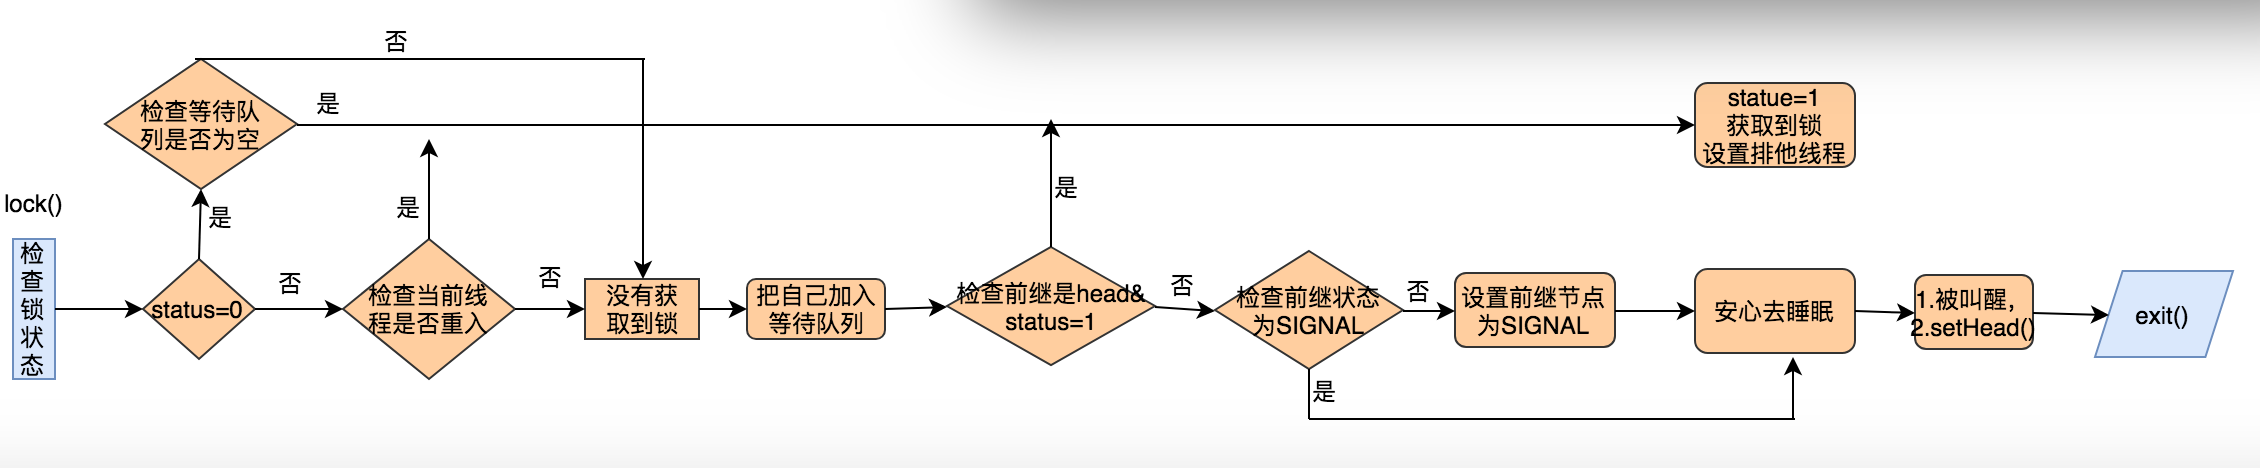 否
检查等待队
列是否为空
是
statue=1
获取到锁
设置排他线程
lock()
是
是
是
检
查
锁
状
态
status=0
否
检查当前线
程是否重入
否
没有获
取到锁
把自己加入
等待队列
检查前继是head&
status=1
否
检查前继状态
为SIGNAL
否
设置前继节点
为SIGNAL
安心去睡眠
1.被叫醒，
2.setHead()
exit()
是